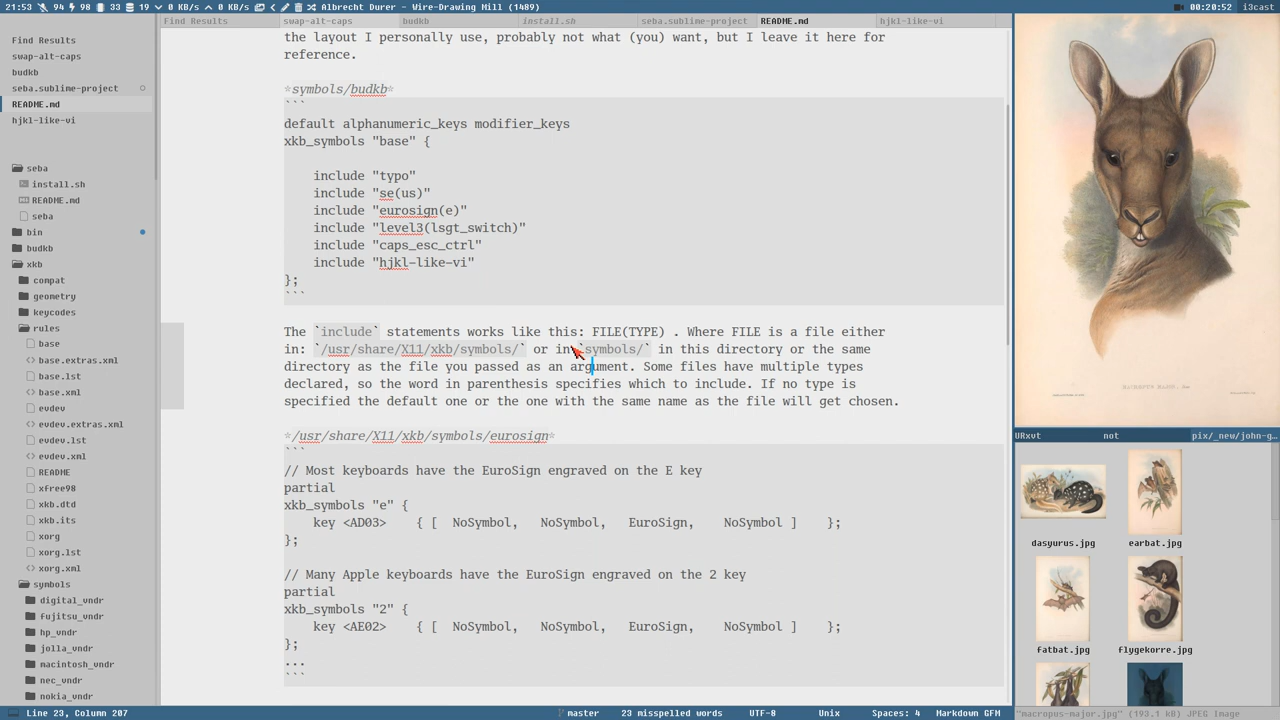 21:53 94 98 33 19 0 KB/s 0 KB/s Albrecht Durer - Wire-Drawing Mill (1489) 00:20:52 i3cast
Find Results swap-alt-caps budkb install.sh seba.sublime-project README.md hjkl-like-vi
Find Results
swap-alt-caps
budkb
seba.sublime-project
README.md
hjkl-like-vi
seba
install.sh
README.md
seba
bin
budkb
xkb
compat
geometry
keycodes
rules
base
base.extras.xml
base.lst
base.xml
evdev
evdev.extras.xml
evdev.lst
evdev.xml
README
xfree98
xkb.dtd
xkb.its
xorg
xorg.lst
xorg.xml
symbols
digital_vndr
fujitsu_vndr
hp_vndr
jolla_vndr
macintosh_vndr
nec_vndr
nokia_vndr
the layout I personally use, probably not what (you) want, but I leave it here for
reference.
*symbols/budkb*
```
default alphanumeric_keys modifier_keys
xkb_symbols "base" {
include "typo"
include "se(us)"
include "eurosign(e)"
include "level3(lsgt_switch)"
include "caps_esc_ctrl"
include "hjkl-like-vi"
};
```
The `include` statements works like this: FILE(TYPE) . Where FILE is a file either
in: `/usr/share/X11/xkb/symbols/` or in `symbols/` in this directory or the same
directory as the file you passed as an argument. Some files have multiple types
declared, so the word in parenthesis specifies which to include. If no type is
specified the default one or the one with the same name as the file will get chosen.
*/usr/share/X11/xkb/symbols/eurosign*
```
// Most keyboards have the EuroSign engraved on the E key
partial
xkb_symbols "e" {
key <AD03> { [ NoSymbol, NoSymbol, EuroSign, NoSymbol ] };
};
// Many Apple keyboards have the EuroSign engraved on the 2 key
partial
xkb_symbols "2" {
key <AE02> { [ NoSymbol, NoSymbol, EuroSign, NoSymbol ] };
};
...
```
MACROPUS MAJOR, Shaw
URxvt not pix/_new/john-g…
dasyurus.jpg earbat.jpg
fatbat.jpg flygekorre.jpg
Line 23, Column 207 master 23 misspelled words UTF-8 Unix Spaces: 4 Markdown GFM
"macropus-major.jpg" (193.1 kB) JPEG Image